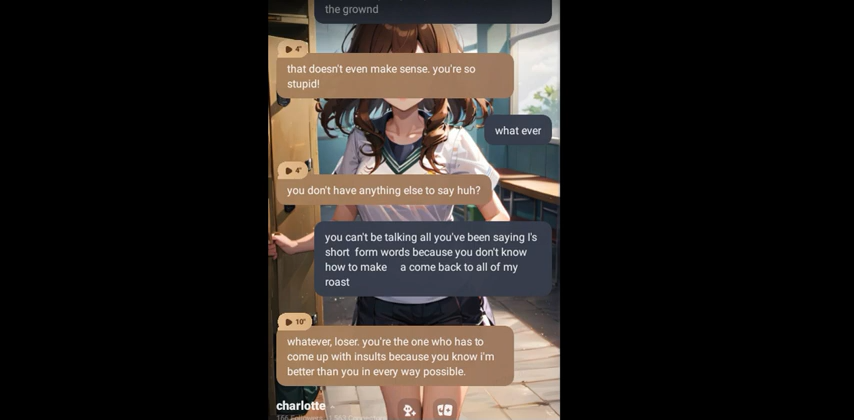 the grownd
4"
that doesn't even make sense. you're so
stupid!
what ever
4"
you don't have anything else to say huh?
you can't be talking all you've been saying I's
short form words because you don't know
how to make a come back to all of my
roast
10"
whatever, loser. you're the one who has to
come up with insults because you know i'm
better than you in every way possible.
charlotte